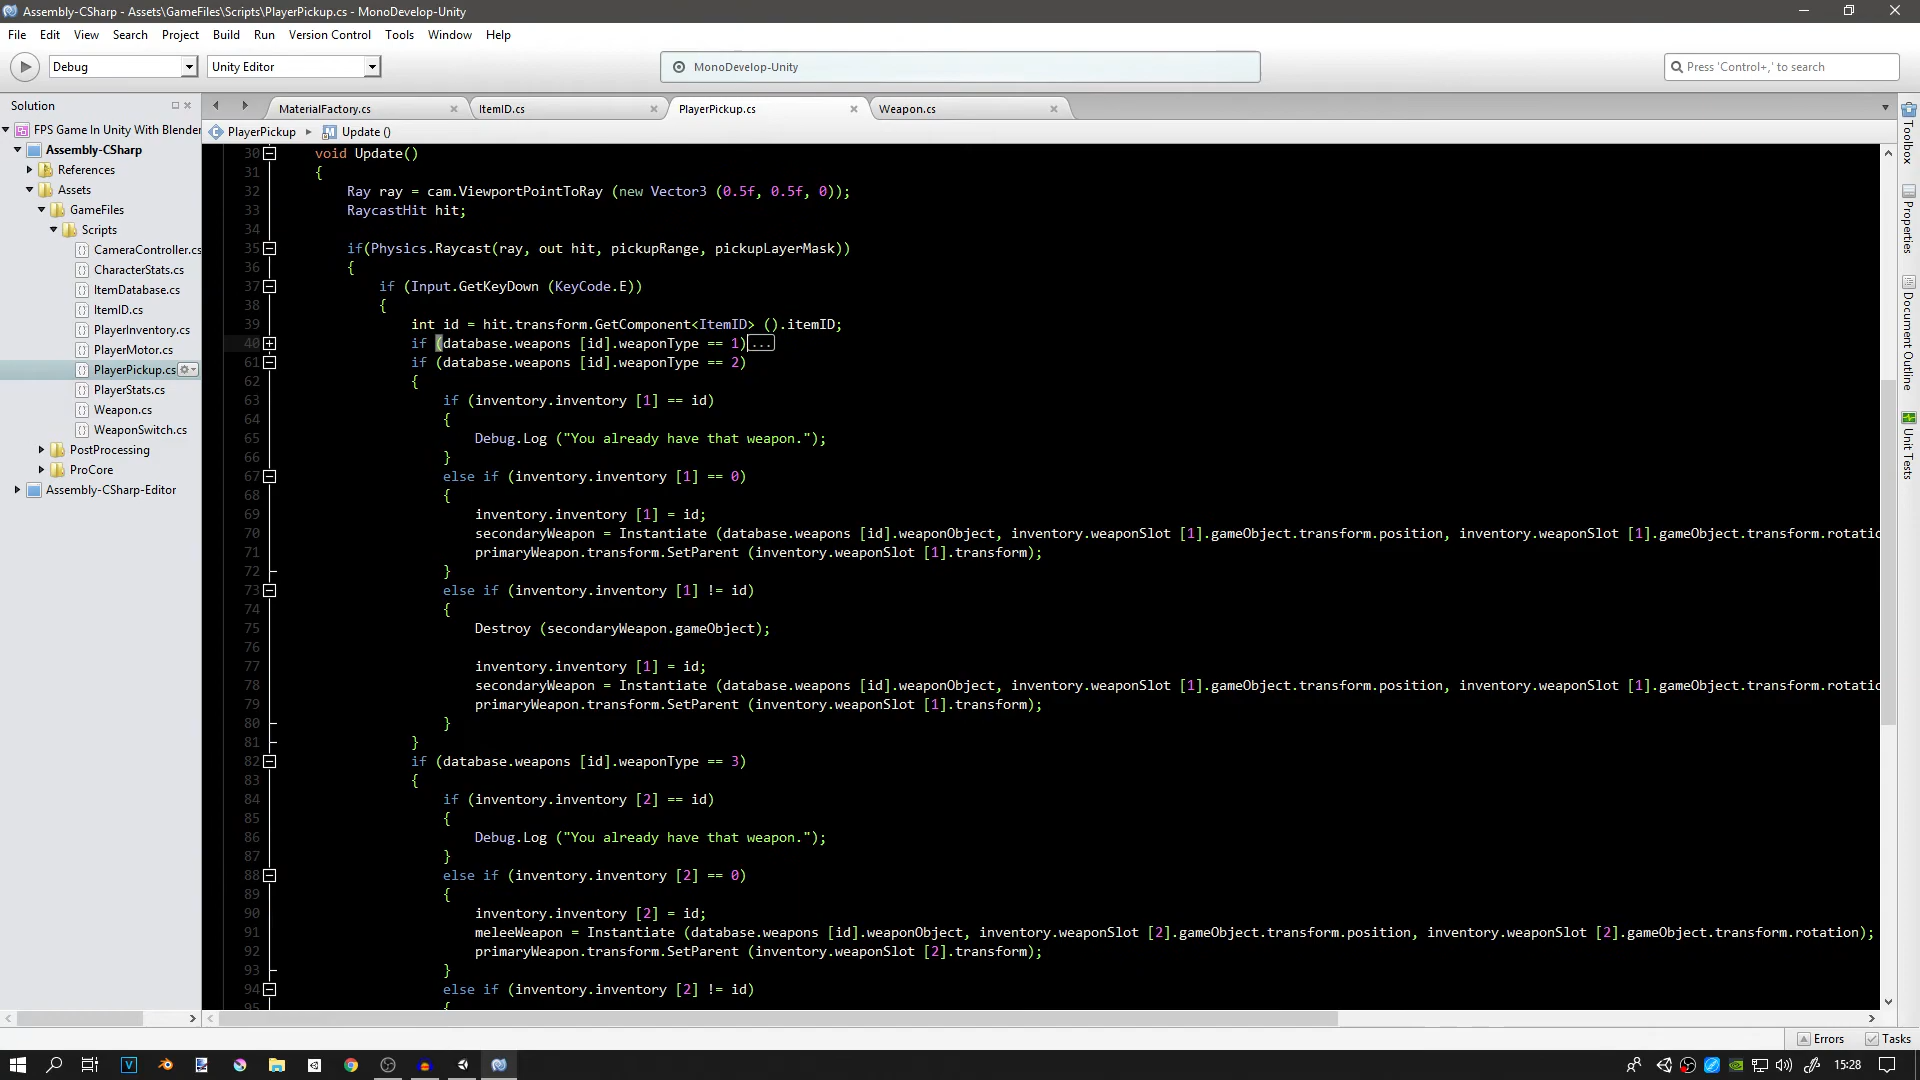 Assembly-CSharp - Assets\GameFiles\Scripts\PlayerPickup.cs - MonoDevelop-Unity
File Edit View Search Project Build Run Version Control Tools Window Help
Debug
Unity Editor
MonoDevelop-Unity
Press 'Control+,' to search
Solution
MaterialFactory.cs
ItemID.cs
PlayerPickup.cs
Weapon.cs
PlayerPickup
Update ()
FPS Game In Unity With Blender
Assembly-CSharp
References
Assets
GameFiles
Scripts
CameraController.cs
CharacterStats.cs
ItemDatabase.cs
ItemID.cs
PlayerInventory.cs
PlayerMotor.cs
PlayerPickup.cs
PlayerStats.cs
Weapon.cs
WeaponSwitch.cs
PostProcessing
ProCore
Assembly-CSharp-Editor
30 void Update()
31 {
32 Ray ray = cam.ViewportPointToRay (new Vector3 (0.5f, 0.5f, 0));
33 RaycastHit hit;
34
35 if(Physics.Raycast(ray, out hit, pickupRange, pickupLayerMask))
36 {
37 if (Input.GetKeyDown (KeyCode.E))
38 {
39 int id = hit.transform.GetComponent<ItemID> ().itemID;
40 if (database.weapons [id].weaponType == 1)...
61 if (database.weapons [id].weaponType == 2)
62 {
63 if (inventory.inventory [1] == id)
64 {
65 Debug.Log ("You already have that weapon.");
66 }
67 else if (inventory.inventory [1] == 0)
68 {
69 inventory.inventory [1] = id;
70 secondaryWeapon = Instantiate (database.weapons [id].weaponObject, inventory.weaponSlot [1].gameObject.transform.position, inventory.weaponSlot [1].gameObject.transform.rotatio
71 primaryWeapon.transform.SetParent (inventory.weaponSlot [1].transform);
72 }
73 else if (inventory.inventory [1] != id)
74 {
75 Destroy (secondaryWeapon.gameObject);
76
77 inventory.inventory [1] = id;
78 secondaryWeapon = Instantiate (database.weapons [id].weaponObject, inventory.weaponSlot [1].gameObject.transform.position, inventory.weaponSlot [1].gameObject.transform.rotatio
79 primaryWeapon.transform.SetParent (inventory.weaponSlot [1].transform);
80 }
81 }
82 if (database.weapons [id].weaponType == 3)
83 {
84 if (inventory.inventory [2] == id)
85 {
86 Debug.Log ("You already have that weapon.");
87 }
88 else if (inventory.inventory [2] == 0)
89 {
90 inventory.inventory [2] = id;
91 meleeWeapon = Instantiate (database.weapons [id].weaponObject, inventory.weaponSlot [2].gameObject.transform.position, inventory.weaponSlot [2].gameObject.transform.rotation);
92 primaryWeapon.transform.SetParent (inventory.weaponSlot [2].transform);
93 }
94 else if (inventory.inventory [2] != id)
95 {
Toolbox
Properties
Document Outline
Unit Tests
Errors
Tasks
15:28